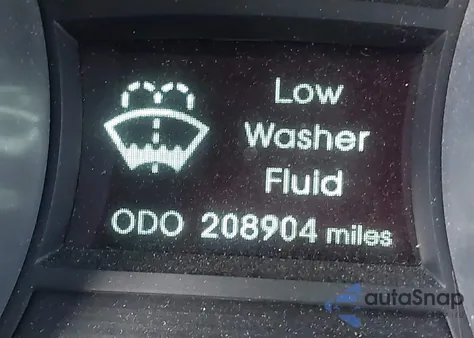 Low
Washer
Fluid
ODO 208904 miles
autoSnap